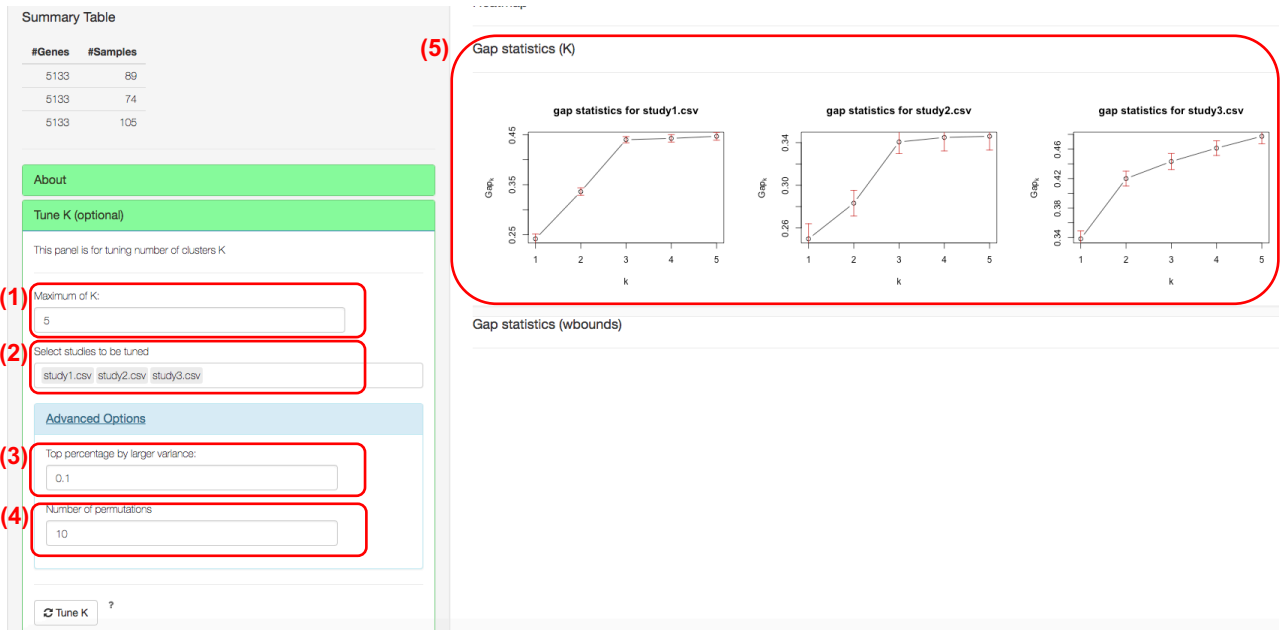 Summary Table
#Genes #Samples
5133 89
5133 74
5133 105
About
Tune K (optional)
This panel is for tuning number of clusters K
(1)
Maximum of K:
5
(2)
Select studies to be tuned
study1.csv study2.csv study3.csv
Advanced Options
(3)
Top percentage by larger variance:
0.1
(4)
Number of permutations
10
Tune K ?
Heatmap
(5)
Gap statistics (K)
gap statistics for study1.csv
Gapk
0.45
0.35
0.25
1 2 3 4 5
k
gap statistics for study2.csv
Gapk
0.34
0.30
0.26
1 2 3 4 5
k
gap statistics for study3.csv
Gapk
0.46
0.42
0.38
0.34
1 2 3 4 5
k
Gap statistics (wbounds)